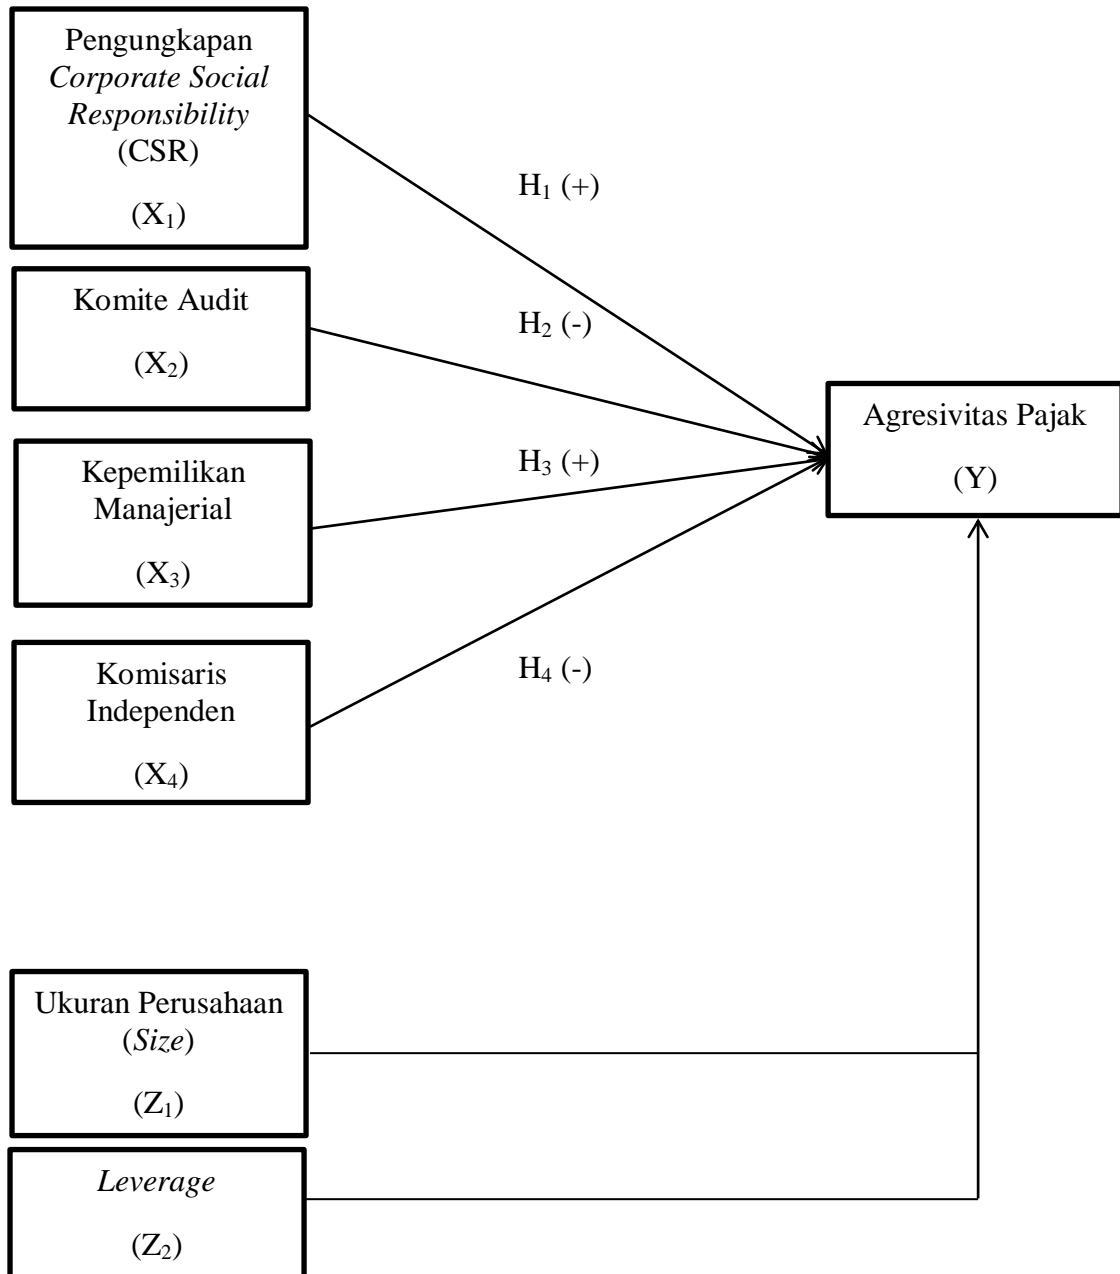 Pengungkapan
Corporate Social
Responsibility
(CSR)
(X₁)
H₁ (+)
Komite Audit
(X₂)
H₂ (-)
Agresivitas Pajak
(Y)
Kepemilikan
Manajerial
(X₃)
H₃ (+)
Komisaris
Independen
(X₄)
H₄ (-)
Ukuran Perusahaan
(Size)
(Z₁)
Leverage
(Z₂)